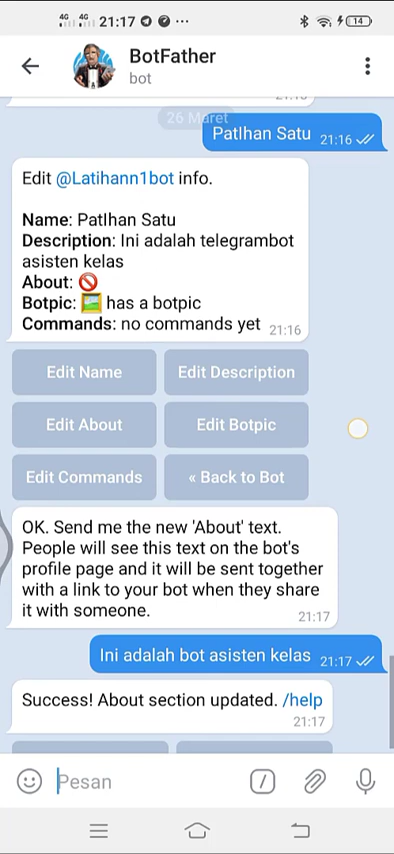 4G 4G 21:17 14
BotFather
bot
26 Maret
PatIhan Satu 21:16
Edit @Latihann1bot info.
Name: PatIhan Satu
Description: Ini adalah telegrambot
asisten kelas
About: 🚫
Botpic: 🖼️ has a botpic
Commands: no commands yet 21:16
Edit Name Edit Description
Edit About Edit Botpic
Edit Commands « Back to Bot
OK. Send me the new 'About' text.
People will see this text on the bot's
profile page and it will be sent together
with a link to your bot when they share
it with someone.
21:17
Ini adalah bot asisten kelas 21:17
Success! About section updated. /help
21:17
Pesan